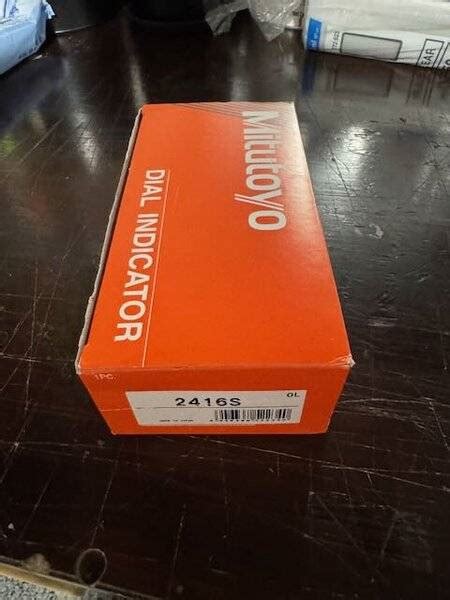 Mitutoyo
DIAL INDICATOR
1PC.
OL
2416S